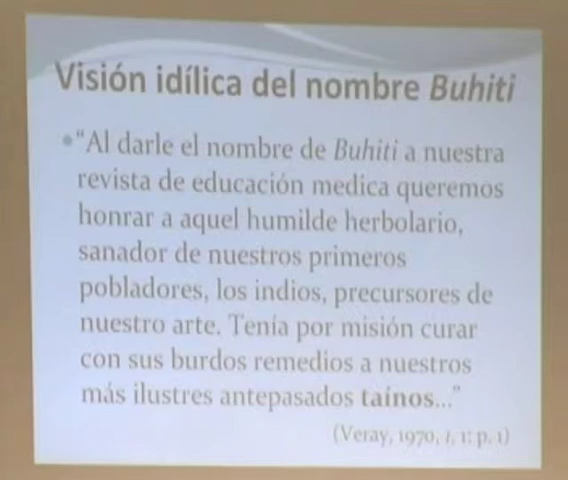 Visión idílica del nombre Buhiti
•“Al darle el nombre de Buhiti a nuestra
revista de educación medica queremos
honrar a aquel humilde herbolario,
sanador de nuestros primeros
pobladores, los indios, precursores de
nuestro arte. Tenía por misión curar
con sus burdos remedios a nuestros
más ilustres antepasados taínos...”
(Veray, 1970, 1, 1: p. 1)